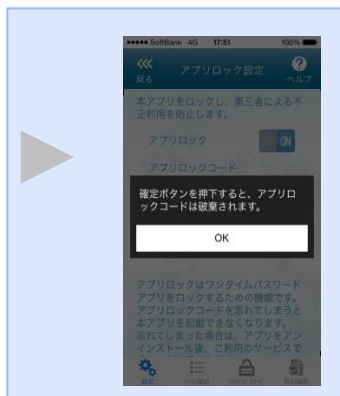 ●●●●● SoftBank 4G 17:51 100%
戻る
アプリロック設定
?
ヘルプ
本アプリをロックし、第三者による不
正利用を防止します。
アプリロック
OFF ON
アプリロックコード
確定ボタンを押下すると、アプリロ
ックコードは破棄されます。
OK
アプリロックはワンタイムパスワード
アプリをロックするための機能です。
アプリロックコードを忘れてしまうと
本アプリを起動できなくなります。
忘れてしまった場合は、アプリをアン
インストール後、ご利用のサービスで
設定